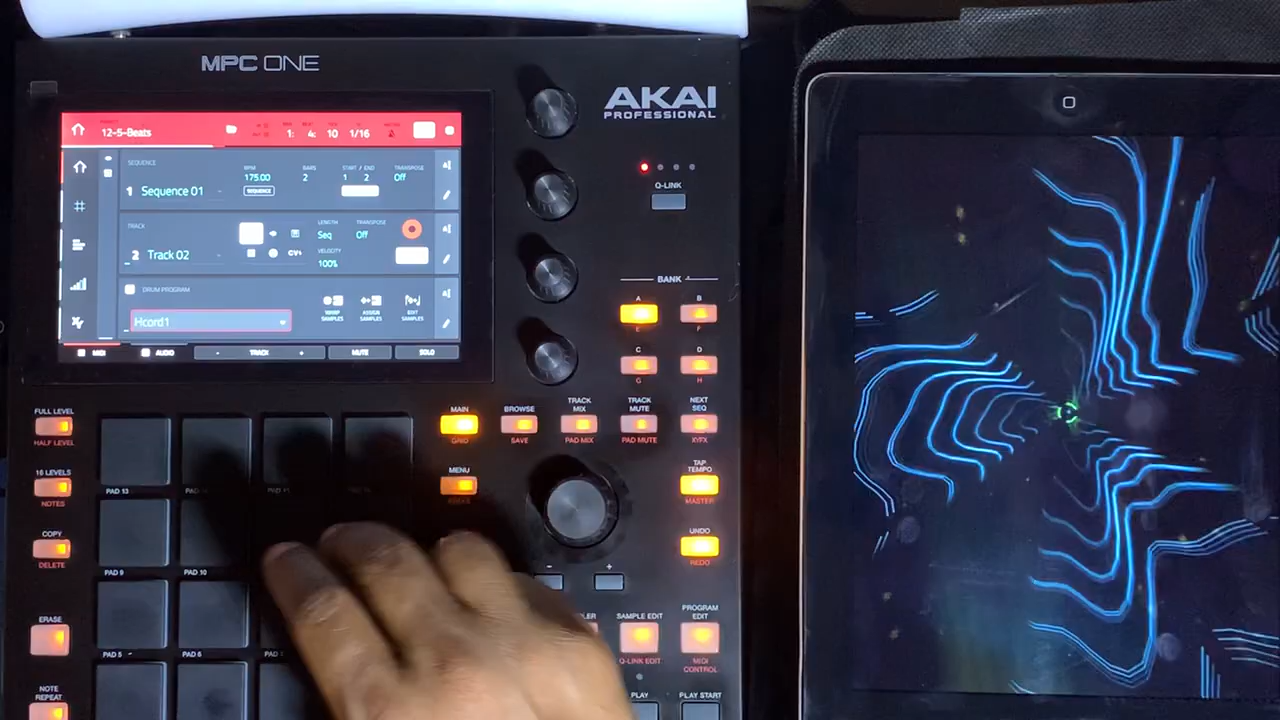 MPC ONE
AKAI
PROFESSIONAL
12-5-Beats
1: 4: 10 1/16
SEQUENCE
BPM
BARS
START / END
TRANSPOSE
175.00
2
1 2
Off
1 Sequence 01
SEQUENCE
TRACK
LENGTH
TRANSPOSE
Seq
Off
CV+
VELOCITY
2 Track 02
100%
DRUM PROGRAM
Hcord1
WARP SAMPLES
ASSIGN SAMPLES
EDIT SAMPLES
MIDI
AUDIO
- TRACK +
MUTE
SOLO
Q-LINK
BANK
A
B
E
F
C
D
G
H
FULL LEVEL
HALF LEVEL
16 LEVELS
NOTES
COPY
DELETE
ERASE
NOTE
REPEAT
PAD 13
PAD 9
PAD 10
PAD 5
PAD 6
MAIN
GRID
BROWSE
SAVE
TRACK
MIX
PAD MIX
TRACK
MUTE
PAD MUTE
NEXT
SEQ
XYFX
MENU
TAP
TEMPO
MASTER
UNDO
REDO
- +
SAMPLE EDIT
Q-LINK EDIT
PROGRAM
EDIT
MIDI
CONTROL
PLAY
PLAY START